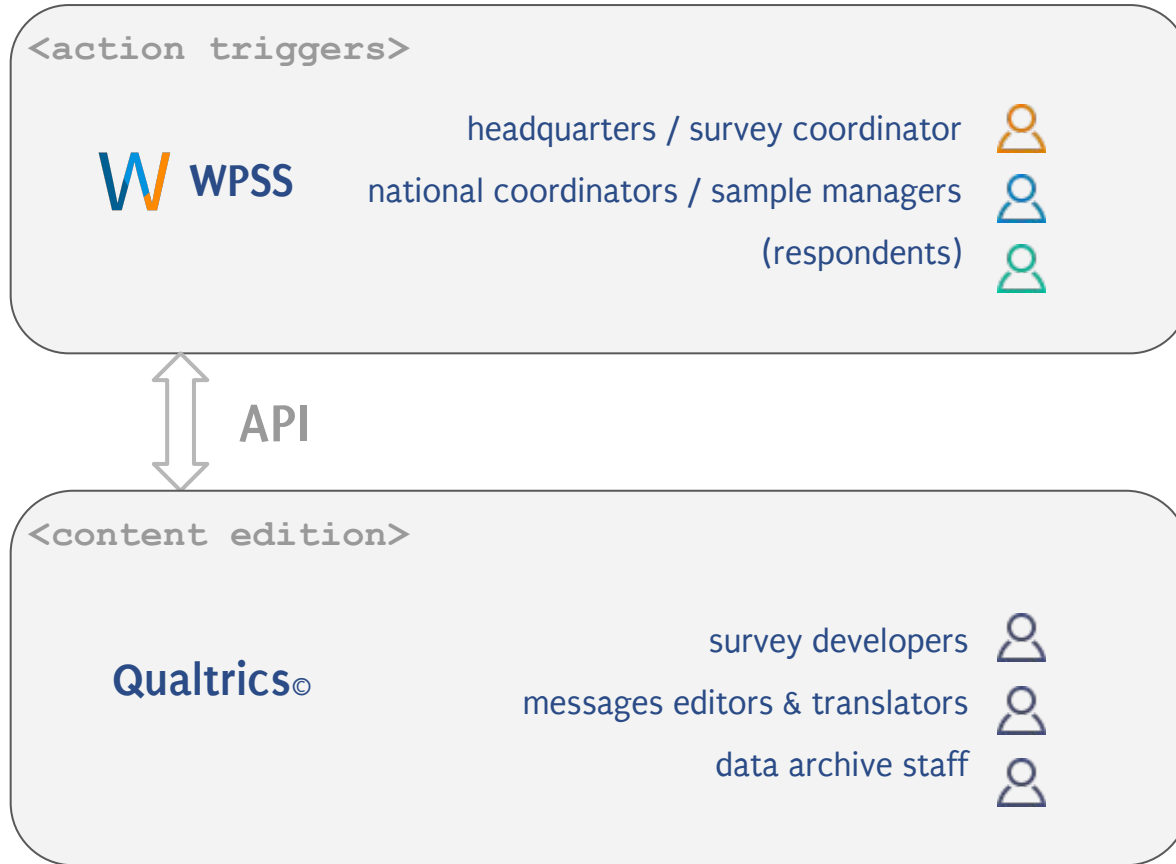 <action triggers>
headquarters / survey coordinator
W WPSS
national coordinators / sample managers
(respondents)
API
<content edition>
survey developers
Qualtrics©
messages editors & translators
data archive staff